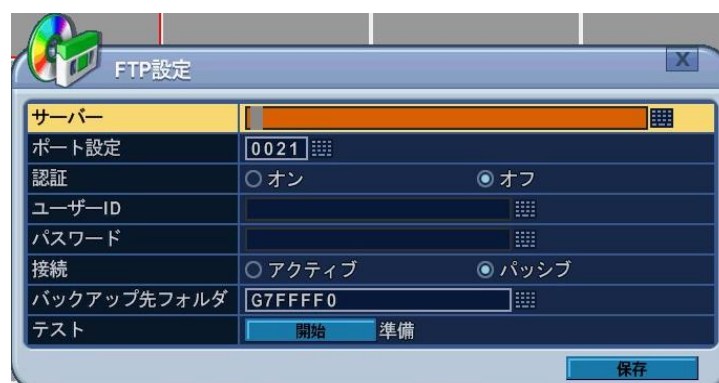 FTP設定
X
サーバー
ポート設定 0021
認証 オン オフ
ユーザーID
パスワード
接続 アクティブ パッシブ
バックアップ先フォルダ G7FFFF0
テスト 開始 準備
保存